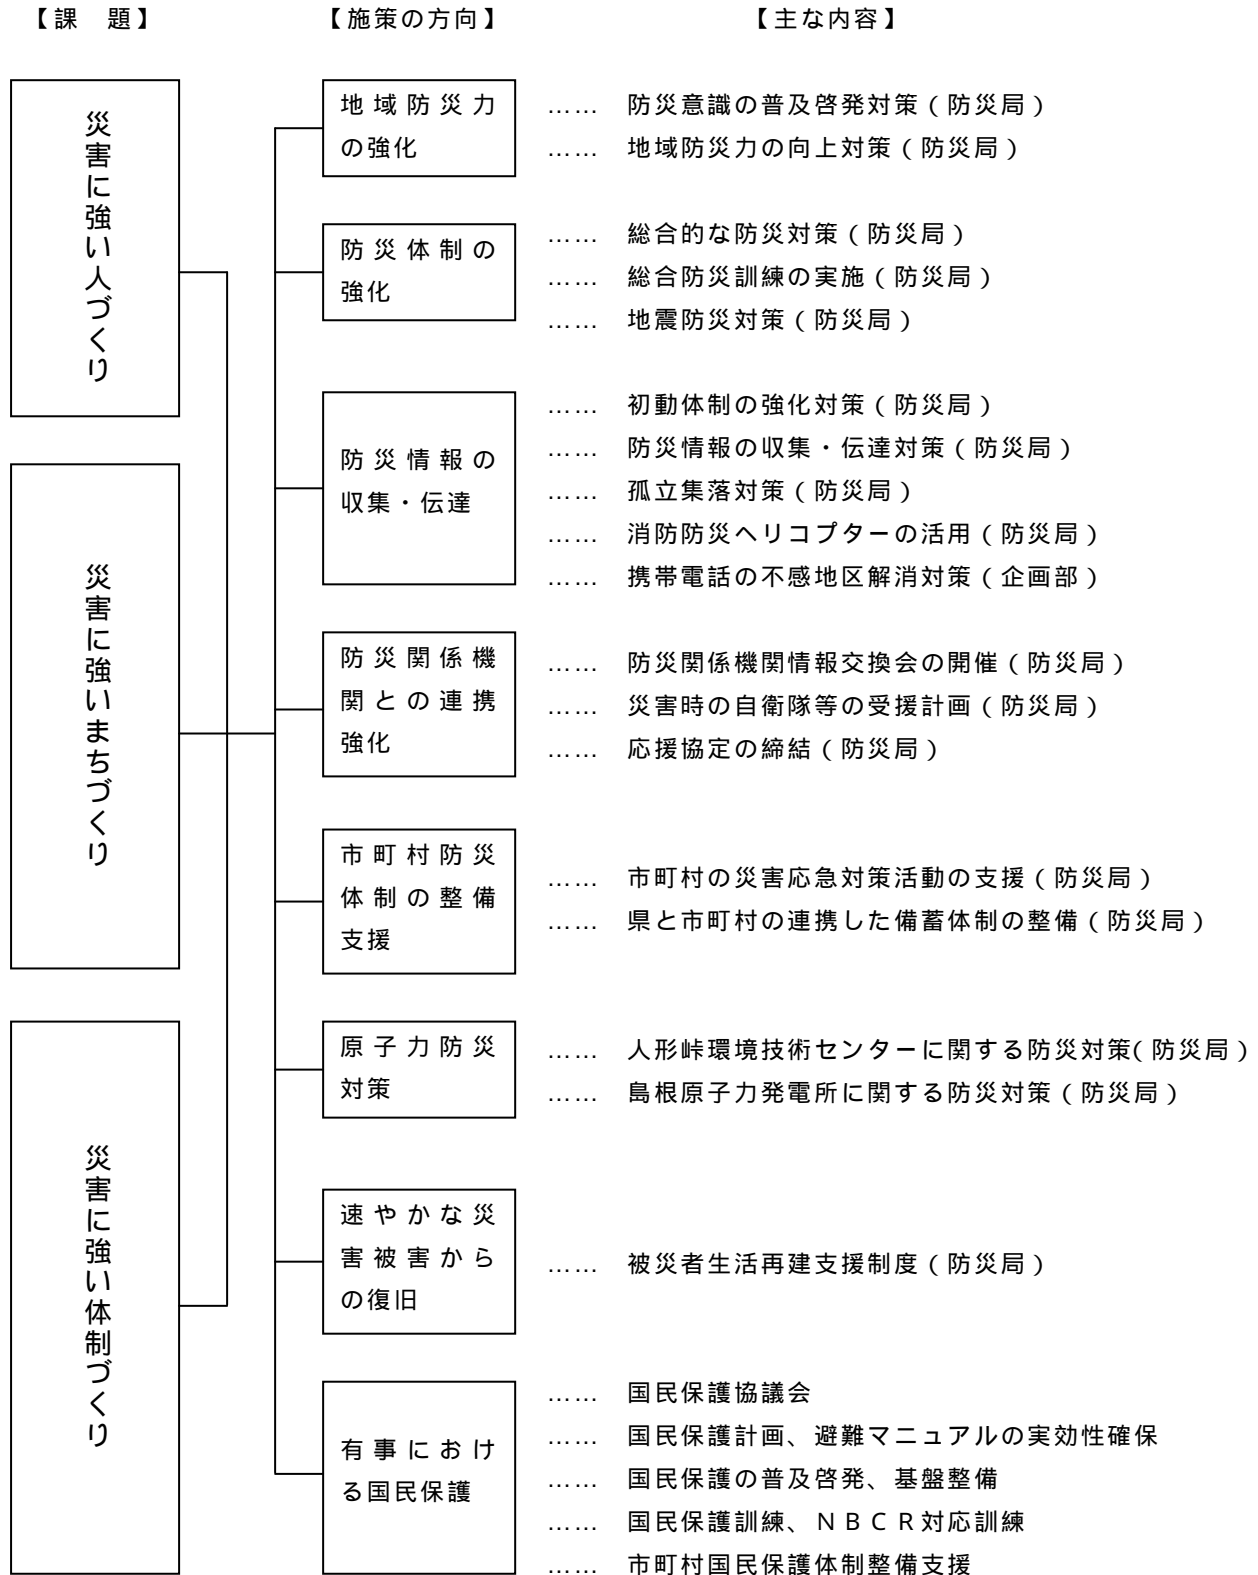 【課　題】
【施策の方向】
【主な内容】
災害に強い人づくり
災害に強いまちづくり
災害に強い体制づくり
地域防災力
の強化
…… 防災意識の普及啓発対策（防災局）
…… 地域防災力の向上対策（防災局）
防災体制の
強化
…… 総合的な防災対策（防災局）
…… 総合防災訓練の実施（防災局）
…… 地震防災対策（防災局）
防災情報の
収集・伝達
…… 初動体制の強化対策（防災局）
…… 防災情報の収集・伝達対策（防災局）
…… 孤立集落対策（防災局）
…… 消防防災ヘリコプターの活用（防災局）
…… 携帯電話の不感地区解消対策（企画部）
防災関係機
関との連携
強化
…… 防災関係機関情報交換会の開催（防災局）
…… 災害時の自衛隊等の受援計画（防災局）
…… 応援協定の締結（防災局）
市町村防災
体制の整備
支援
…… 市町村の災害応急対策活動の支援（防災局）
…… 県と市町村の連携した備蓄体制の整備（防災局）
原子力防災
対策
…… 人形峠環境技術センターに関する防災対策（防災局）
…… 島根原子力発電所に関する防災対策（防災局）
速やかな災
害被害から
の復旧
…… 被災者生活再建支援制度（防災局）
有事におけ
る国民保護
…… 国民保護協議会
…… 国民保護計画、避難マニュアルの実効性確保
…… 国民保護の普及啓発、基盤整備
…… 国民保護訓練、ＮＢＣＲ対応訓練
…… 市町村国民保護体制整備支援